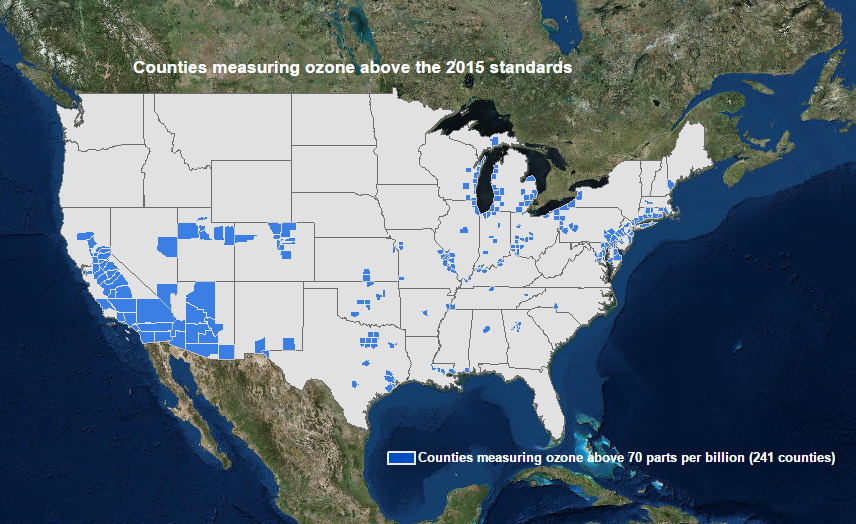 Counties measuring ozone above the 2015 standards
Counties measuring ozone above 70 parts per billion (241 counties)